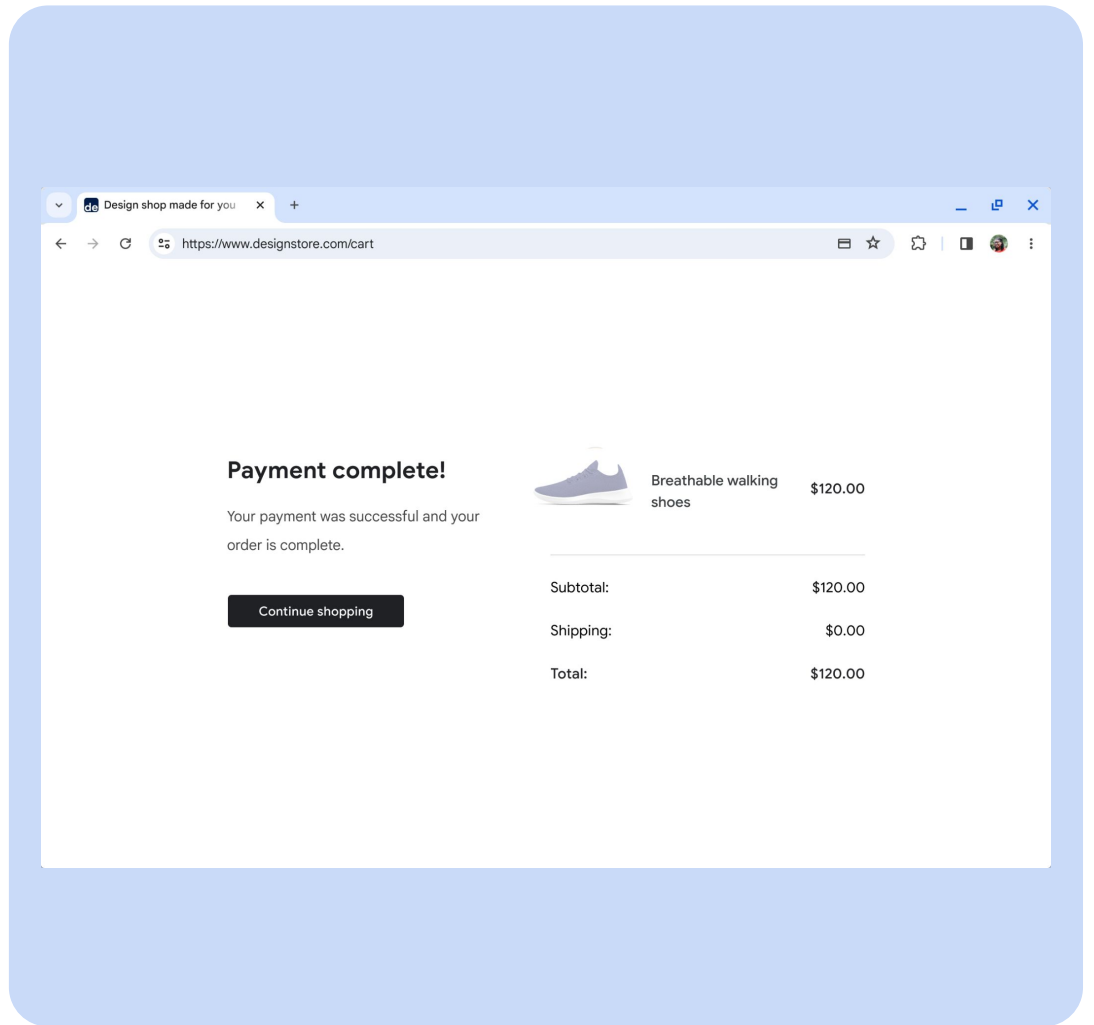 de Design shop made for you
https://www.designstore.com/cart
Payment complete!
Your payment was successful and your
order is complete.
Continue shopping
Breathable walking
shoes
$120.00
Subtotal: $120.00
Shipping: $0.00
Total: $120.00